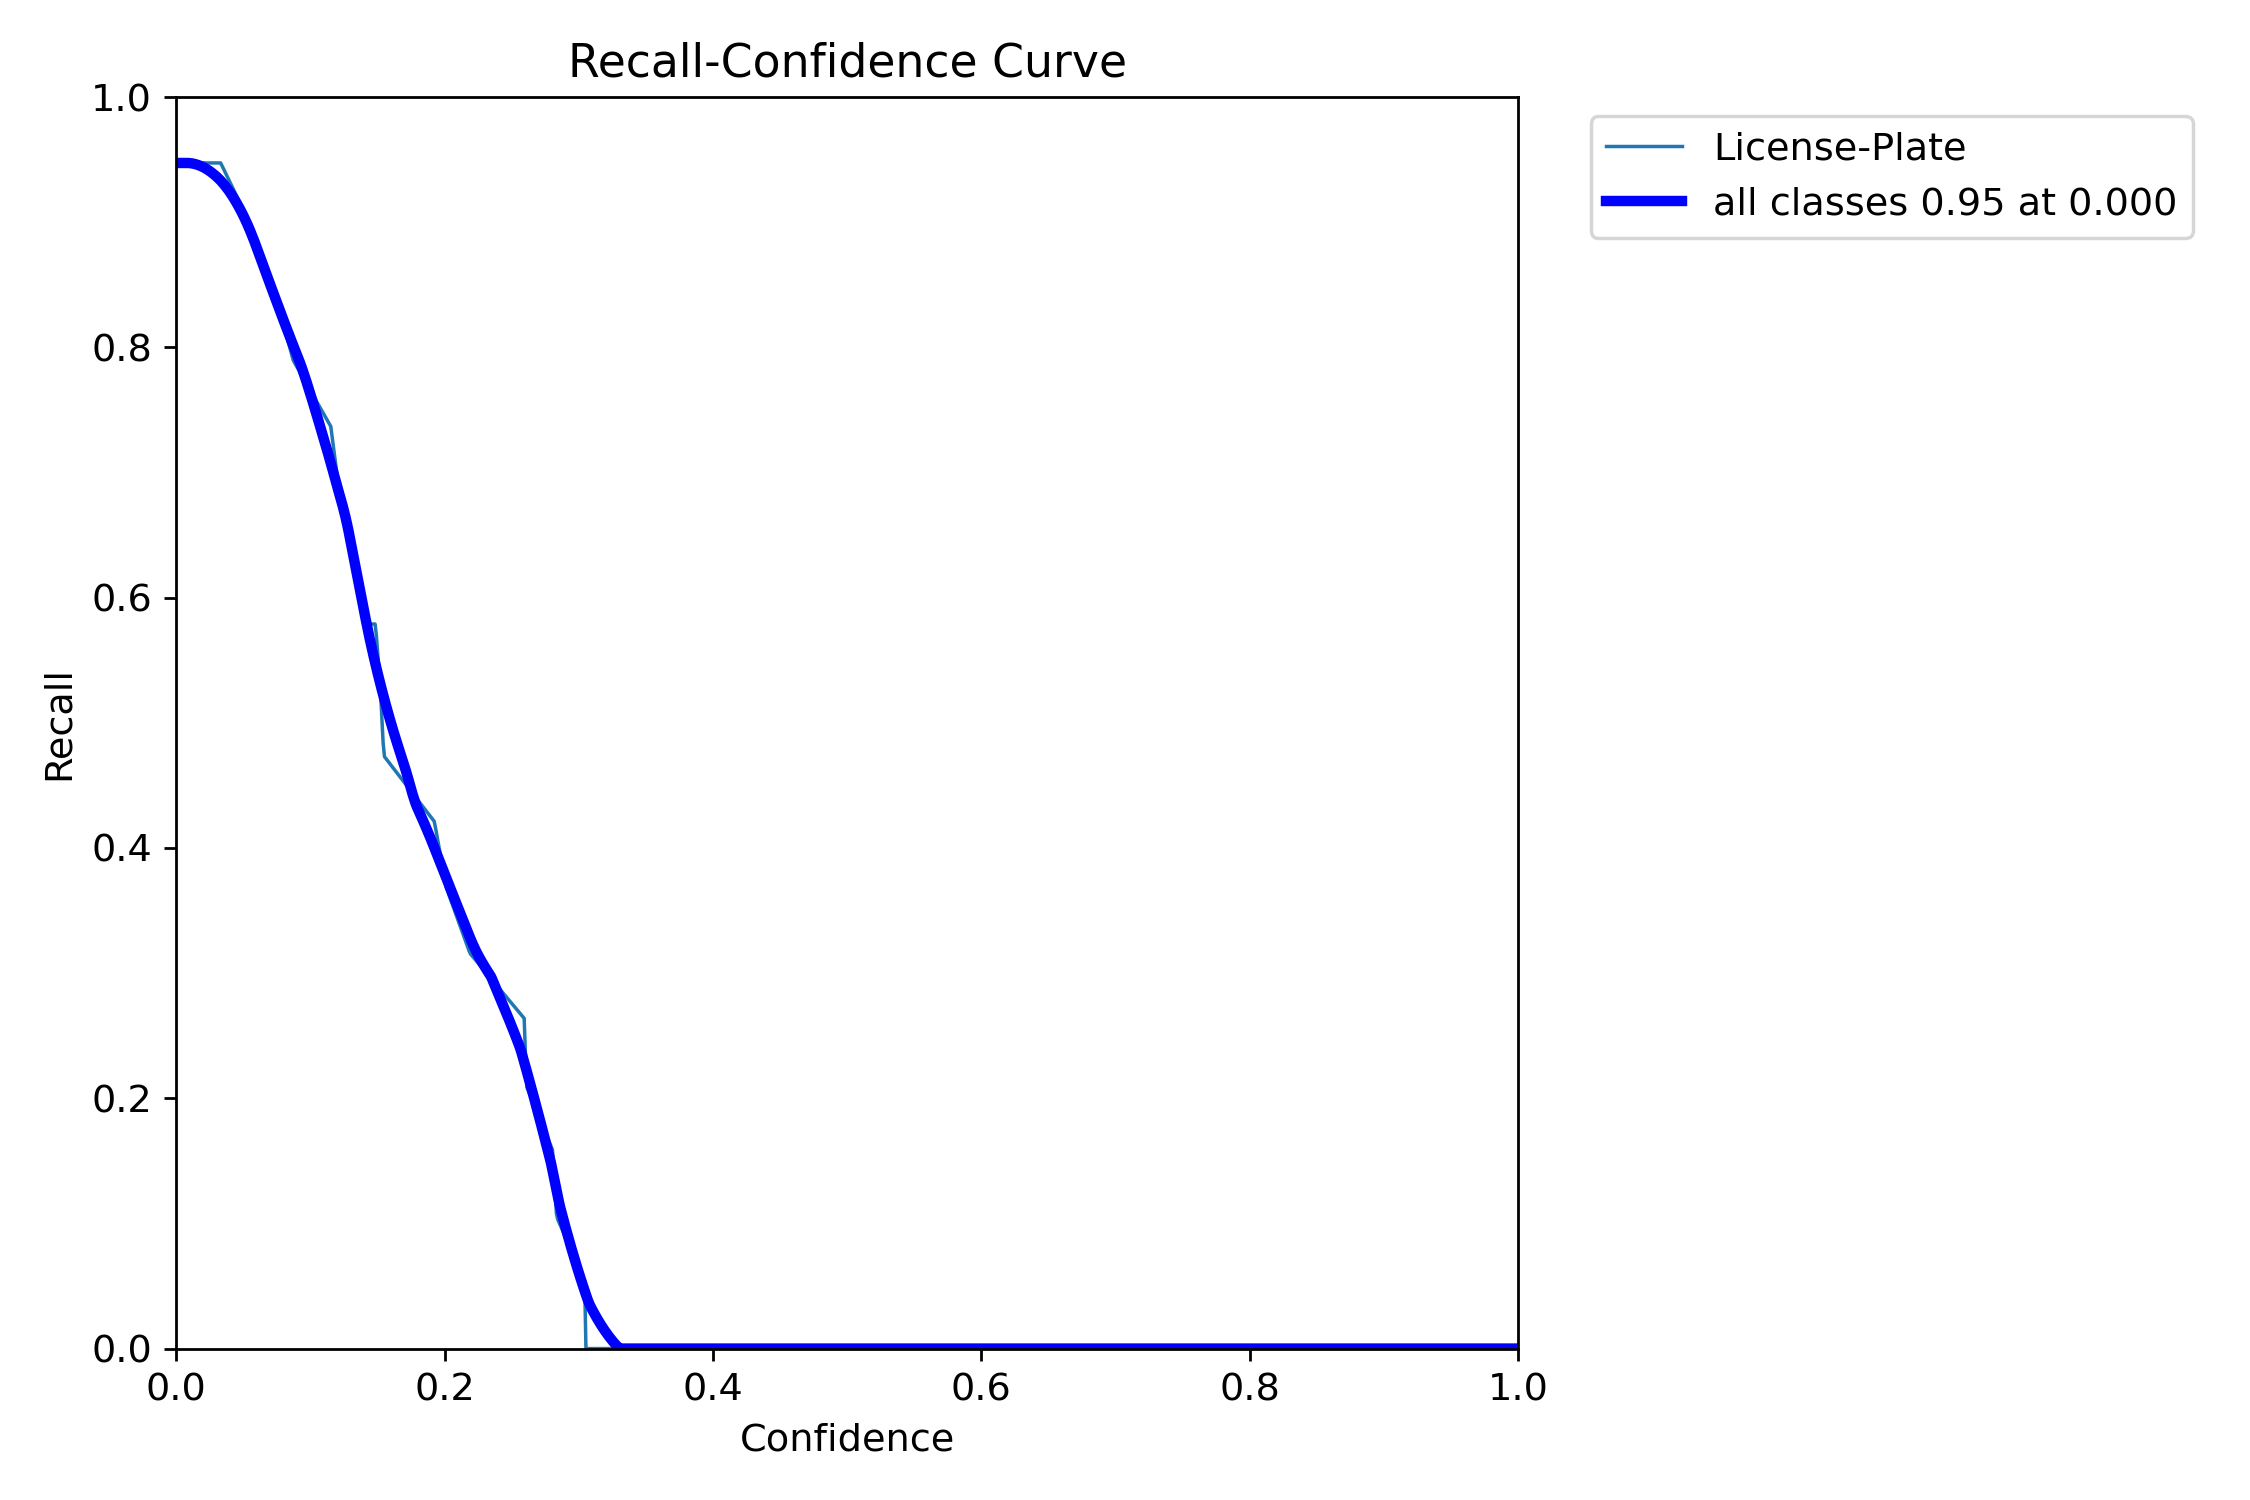 Recall-Confidence Curve
1.0
0.8
0.6
0.4
0.2
0.0
Recall
0.0 0.2 0.4 0.6 0.8 1.0
Confidence
License-Plate
all classes 0.95 at 0.000